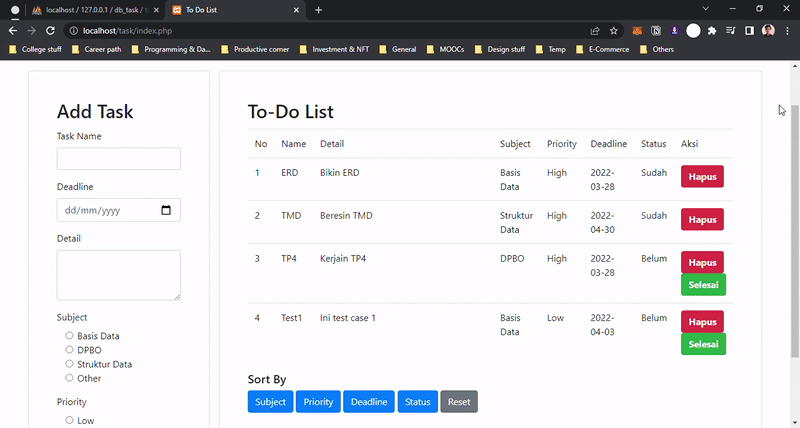 localhost / 127.0.0.1 / db_task / t
To Do List
localhost/task/index.php
College stuff
Career path
Programming & Da...
Productive corner
Investment & NFT
General
MOOCs
Design stuff
Temp
E-Commerce
Others
Add Task
Task Name
Deadline
dd/mm/yyyy
Detail
Subject
Basis Data
DPBO
Struktur Data
Other
Priority
Low
To-Do List
No Name Detail Subject Priority Deadline Status Aksi
1 ERD Bikin ERD Basis Data High 2022-03-28 Sudah Hapus
2 TMD Beresin TMD Struktur Data High 2022-04-30 Sudah Hapus
3 TP4 Kerjain TP4 DPBO High 2022-03-28 Belum Hapus Selesai
4 Test1 Ini test case 1 Basis Data Low 2022-04-03 Belum Hapus Selesai
Sort By
Subject Priority Deadline Status Reset